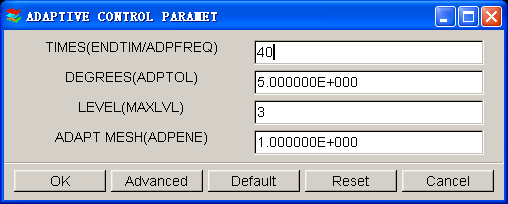 ADAPTIVE CONTROL PARAMET
TIMES(ENDTIM/ADPFREQ) 40
DEGREES(ADPTOL) 5.000000E+000
LEVEL(MAXLVL) 3
ADAPT MESH(ADPENE) 1.000000E+000
OK Advanced Default Reset Cancel